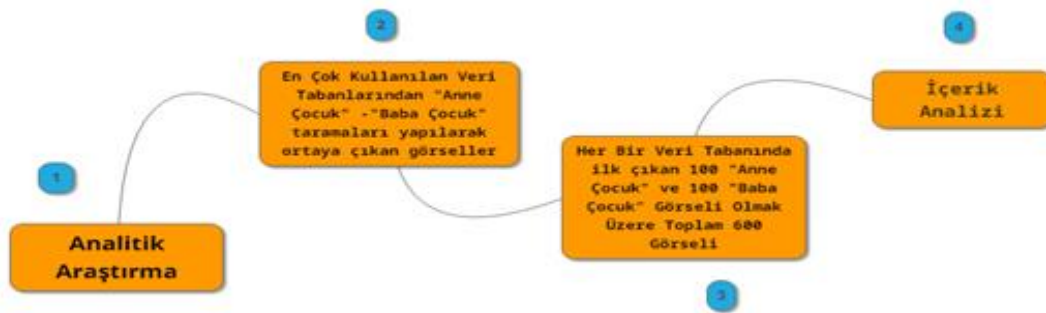 1
Analitik
Araştırma
2
En Çok Kullanılan Veri
Tabanlarından "Anne
Çocuk" -"Baba Çocuk"
taramaları yapılarak
ortaya çıkan görseller
Her Bir Veri Tabanında
ilk çıkan 100 "Anne
Çocuk" ve 100 "Baba
Çocuk" Görseli Olmak
Üzere Toplam 600
Görseli
3
4
İçerik
Analizi